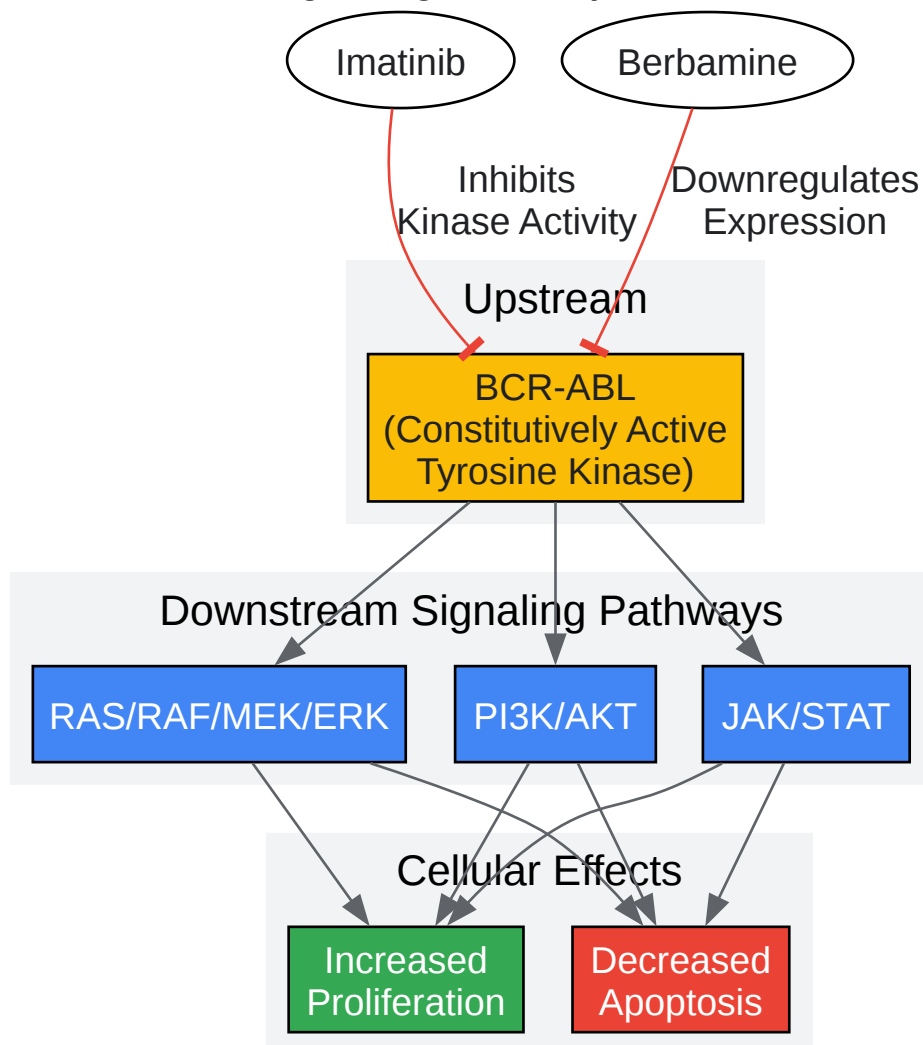 Imatinib
Berbamine
Inhibits
Kinase Activity
Downregulates
Expression
Upstream
BCR-ABL
(Constitutively Active
Tyrosine Kinase)
Downstream Signaling Pathways
RAS/RAF/MEK/ERK
PI3K/AKT
JAK/STAT
Cellular Effects
Increased
Proliferation
Decreased
Apoptosis